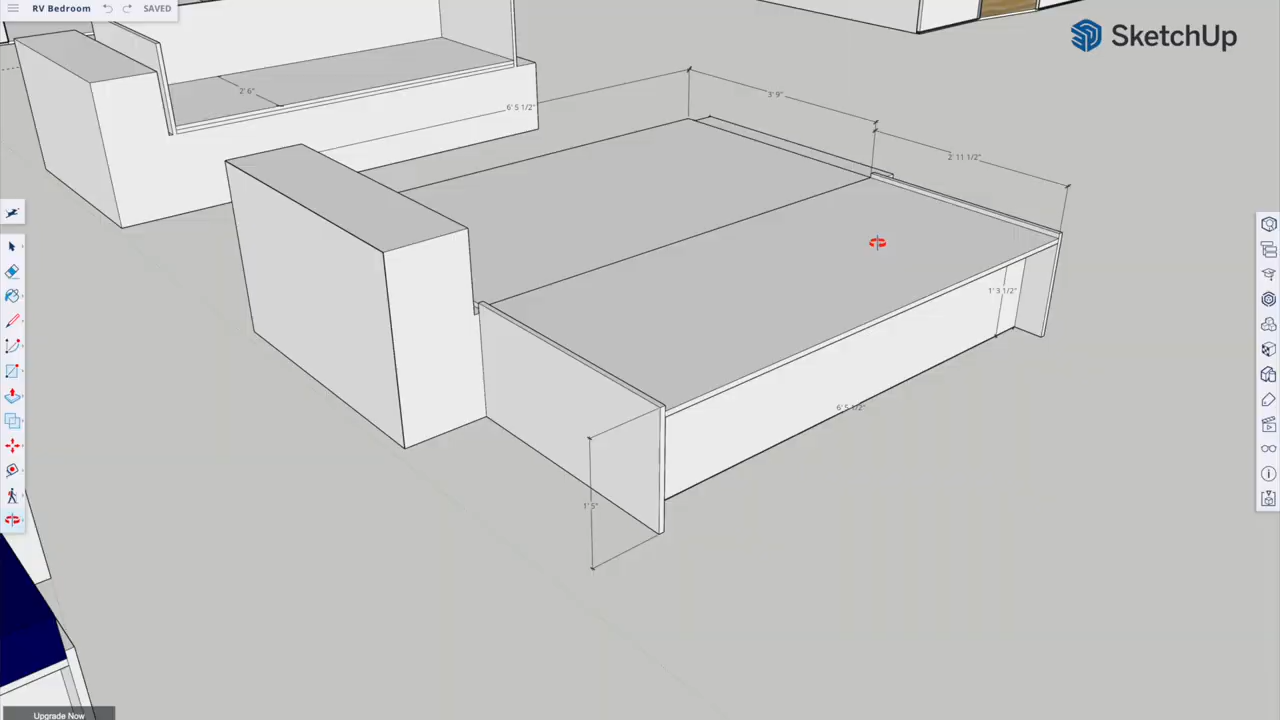 RV Bedroom SAVED
SketchUp
2' 6"
6' 5 1/2"
3' 9"
2' 11 1/2"
1' 3 1/2"
6' 5 1/2"
1' 5"
Upgrade Now